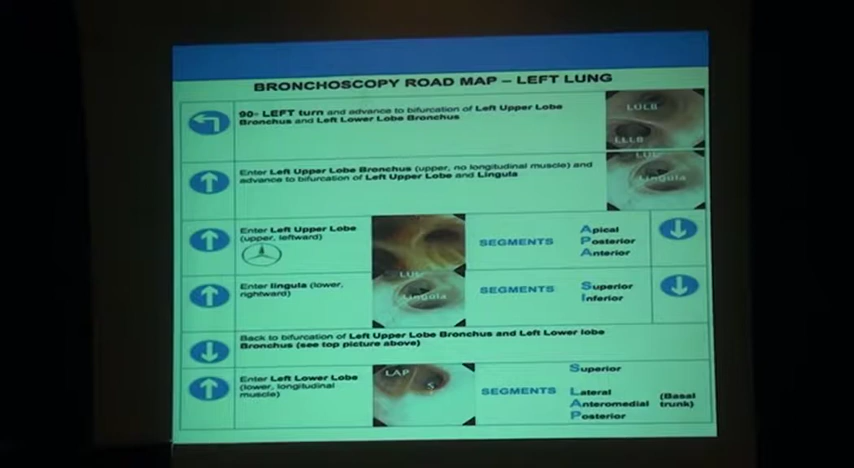 BRONCHOSCOPY ROAD MAP – LEFT LUNG
90◦ LEFT turn and advance to bifurcation of Left Upper Lobe
Bronchus and Left Lower Lobe Bronchus
LULB
LLLB
Enter Left Upper Lobe Bronchus (upper, no longitudinal muscle) and
advance to bifurcation of Left Upper Lobe and Lingula
LUL
Lingula
Enter Left Upper Lobe
(upper, leftward)
SEGMENTS
Apical
Posterior
Anterior
Enter lingula (lower,
rightward)
LUL
Lingula
SEGMENTS
Superior
Inferior
Back to bifurcation of Left Upper Lobe Bronchus and Left Lower lobe
Bronchus (see top picture above)
Enter Left Lower Lobe
(lower, longitudinal
muscle)
LAP
S
SEGMENTS
Superior
Lateral
Anteromedial
Posterior
(Basal
trunk)